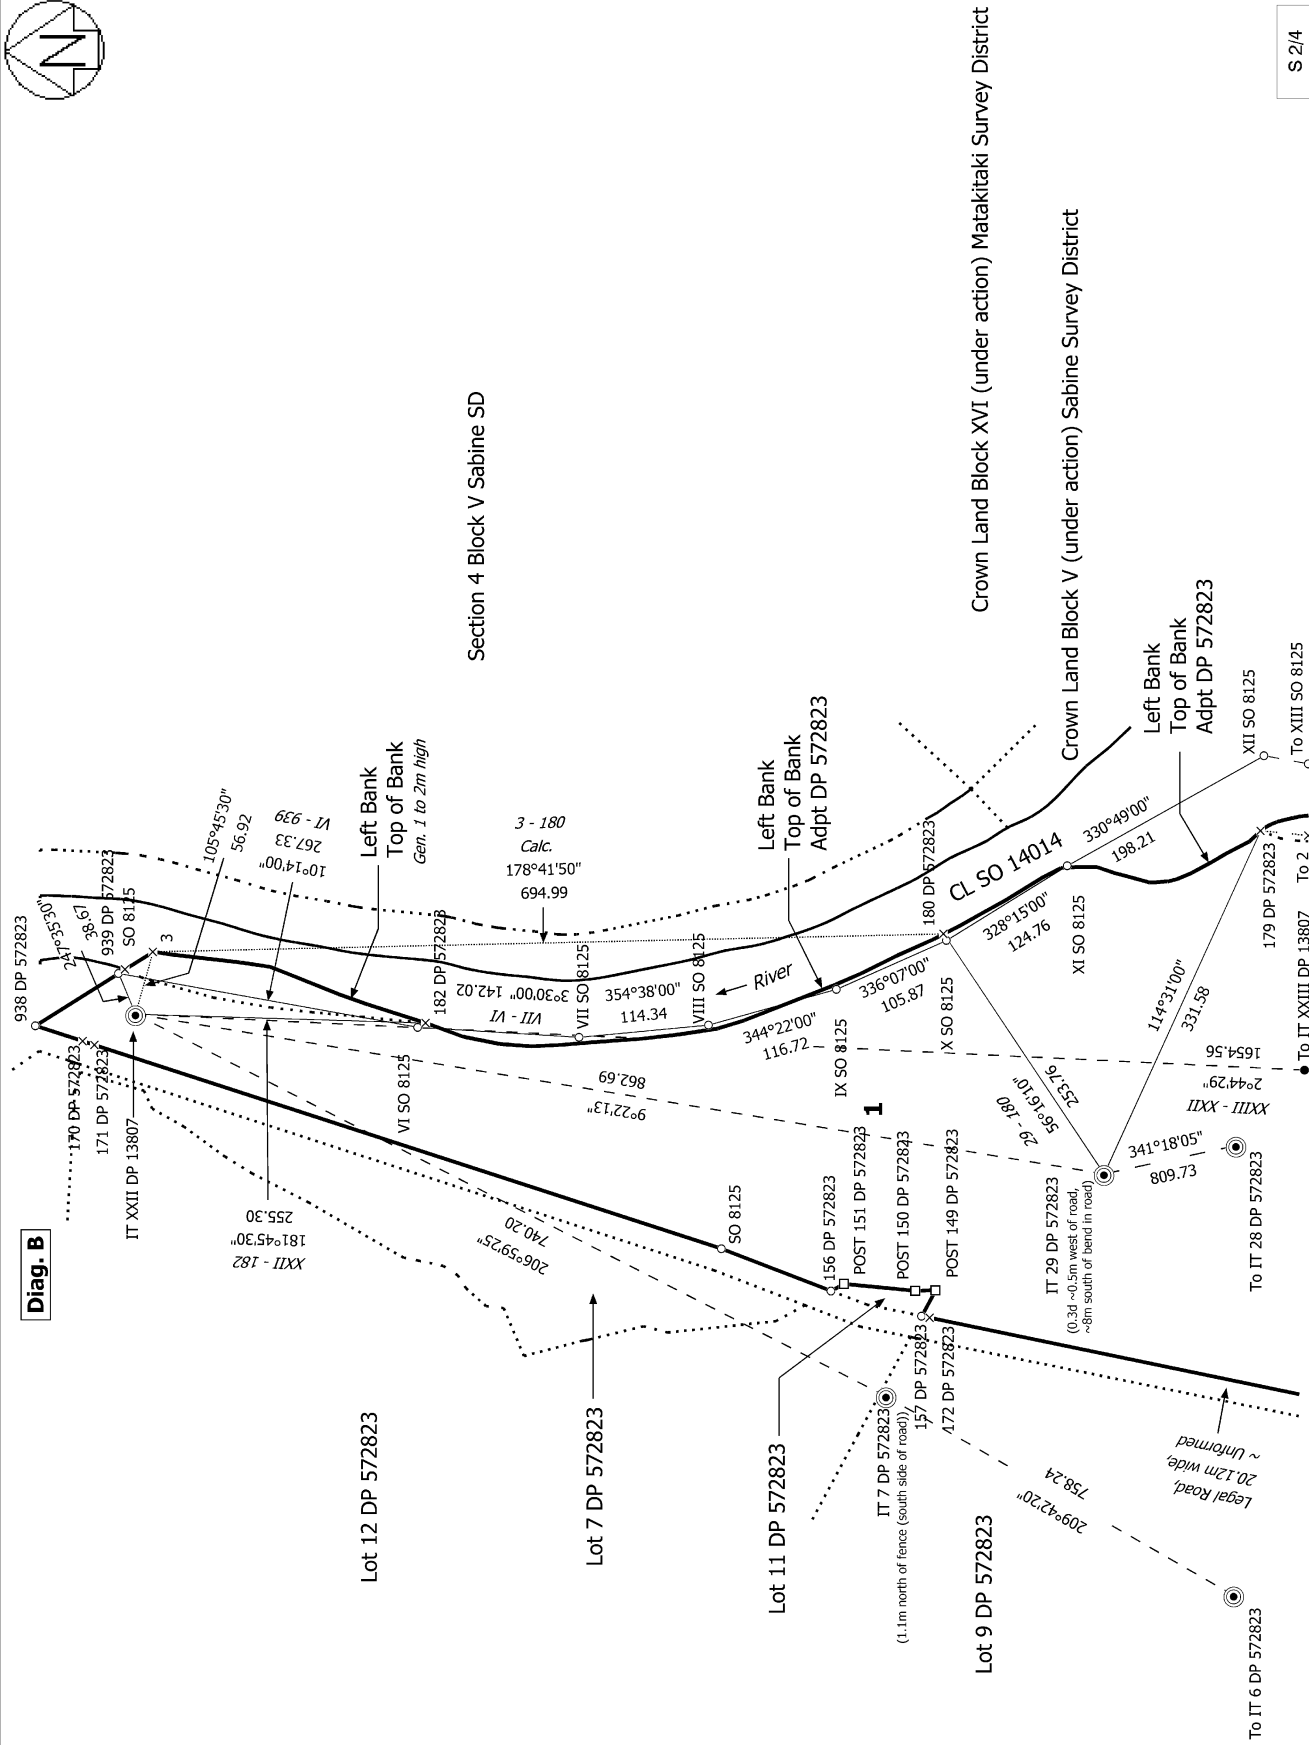 N
S 2/4
Diag. B
Crown Land Block XVI (under action) Matakitaki Survey District
Crown Land Block V (under action) Sabine Survey District
Section 4 Block V Sabine SD
938 DP 572823
170 DP 572823
171 DP 572823
IT XXII DP 13807
247°35'30"
38.67
939 DP 572823
SO 8125
3
105°45'30"
56.92
VI - 939
267.33
10°14'00"
Left Bank
Top of Bank
Gen. 1 to 2m high
182 DP 572823
VI SO 8125
XXII - 182
181°45'30"
255.30
3 - 180
Calc.
178°41'50"
694.99
VII - VI
3°30'00" 142.02
VII SO 8125
354°38'00"
114.34
VIII SO 8125
River
344°22'00"
116.72
IX SO 8125
336°07'00"
105.87
X SO 8125
Left Bank
Top of Bank
Adpt DP 572823
180 DP 572823
CL SO 14014
328°15'00"
124.76
XI SO 8125
330°49'00"
198.21
Left Bank
Top of Bank
Adpt DP 572823
XII SO 8125
To XIII SO 8125
179 DP 572823
To 2
To IT XXIII DP 13807
114°31'00"
331.58
XXIII - XXII
2°44'29"
1654.56
29 - 180
56°16'10"
253.76
341°18'05"
809.73
IT 29 DP 572823
(0.3d ~0.5m west of road,
~8m south of bend in road)
To IT 28 DP 572823
9°22'13"
862.69
1
206°59'25"
740.20
SO 8125
156 DP 572823
POST 151 DP 572823
POST 150 DP 572823
POST 149 DP 572823
157 DP 572823
172 DP 572823
IT 7 DP 572823
(1.1m north of fence (south side of road))
Lot 12 DP 572823
Lot 7 DP 572823
Lot 11 DP 572823
Lot 9 DP 572823
209°42'20"
758.24
To IT 6 DP 572823
Legal Road,
20.12m wide,
~ Unformed